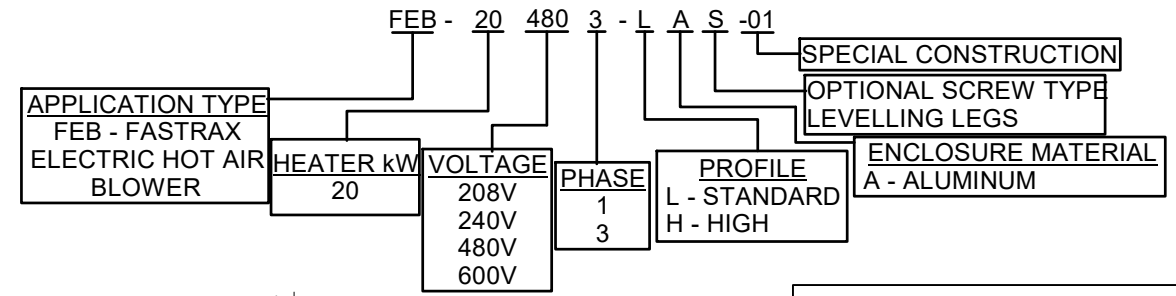 FEB - 20 480 3 - L A S -01
SPECIAL CONSTRUCTION
OPTIONAL SCREW TYPE
LEVELLING LEGS
ENCLOSURE MATERIAL
A - ALUMINUM
PROFILE
L - STANDARD
H - HIGH
PHASE
1
3
VOLTAGE
208V
240V
480V
600V
HEATER kW
20
APPLICATION TYPE
FEB - FASTRAX
ELECTRIC HOT AIR
BLOWER